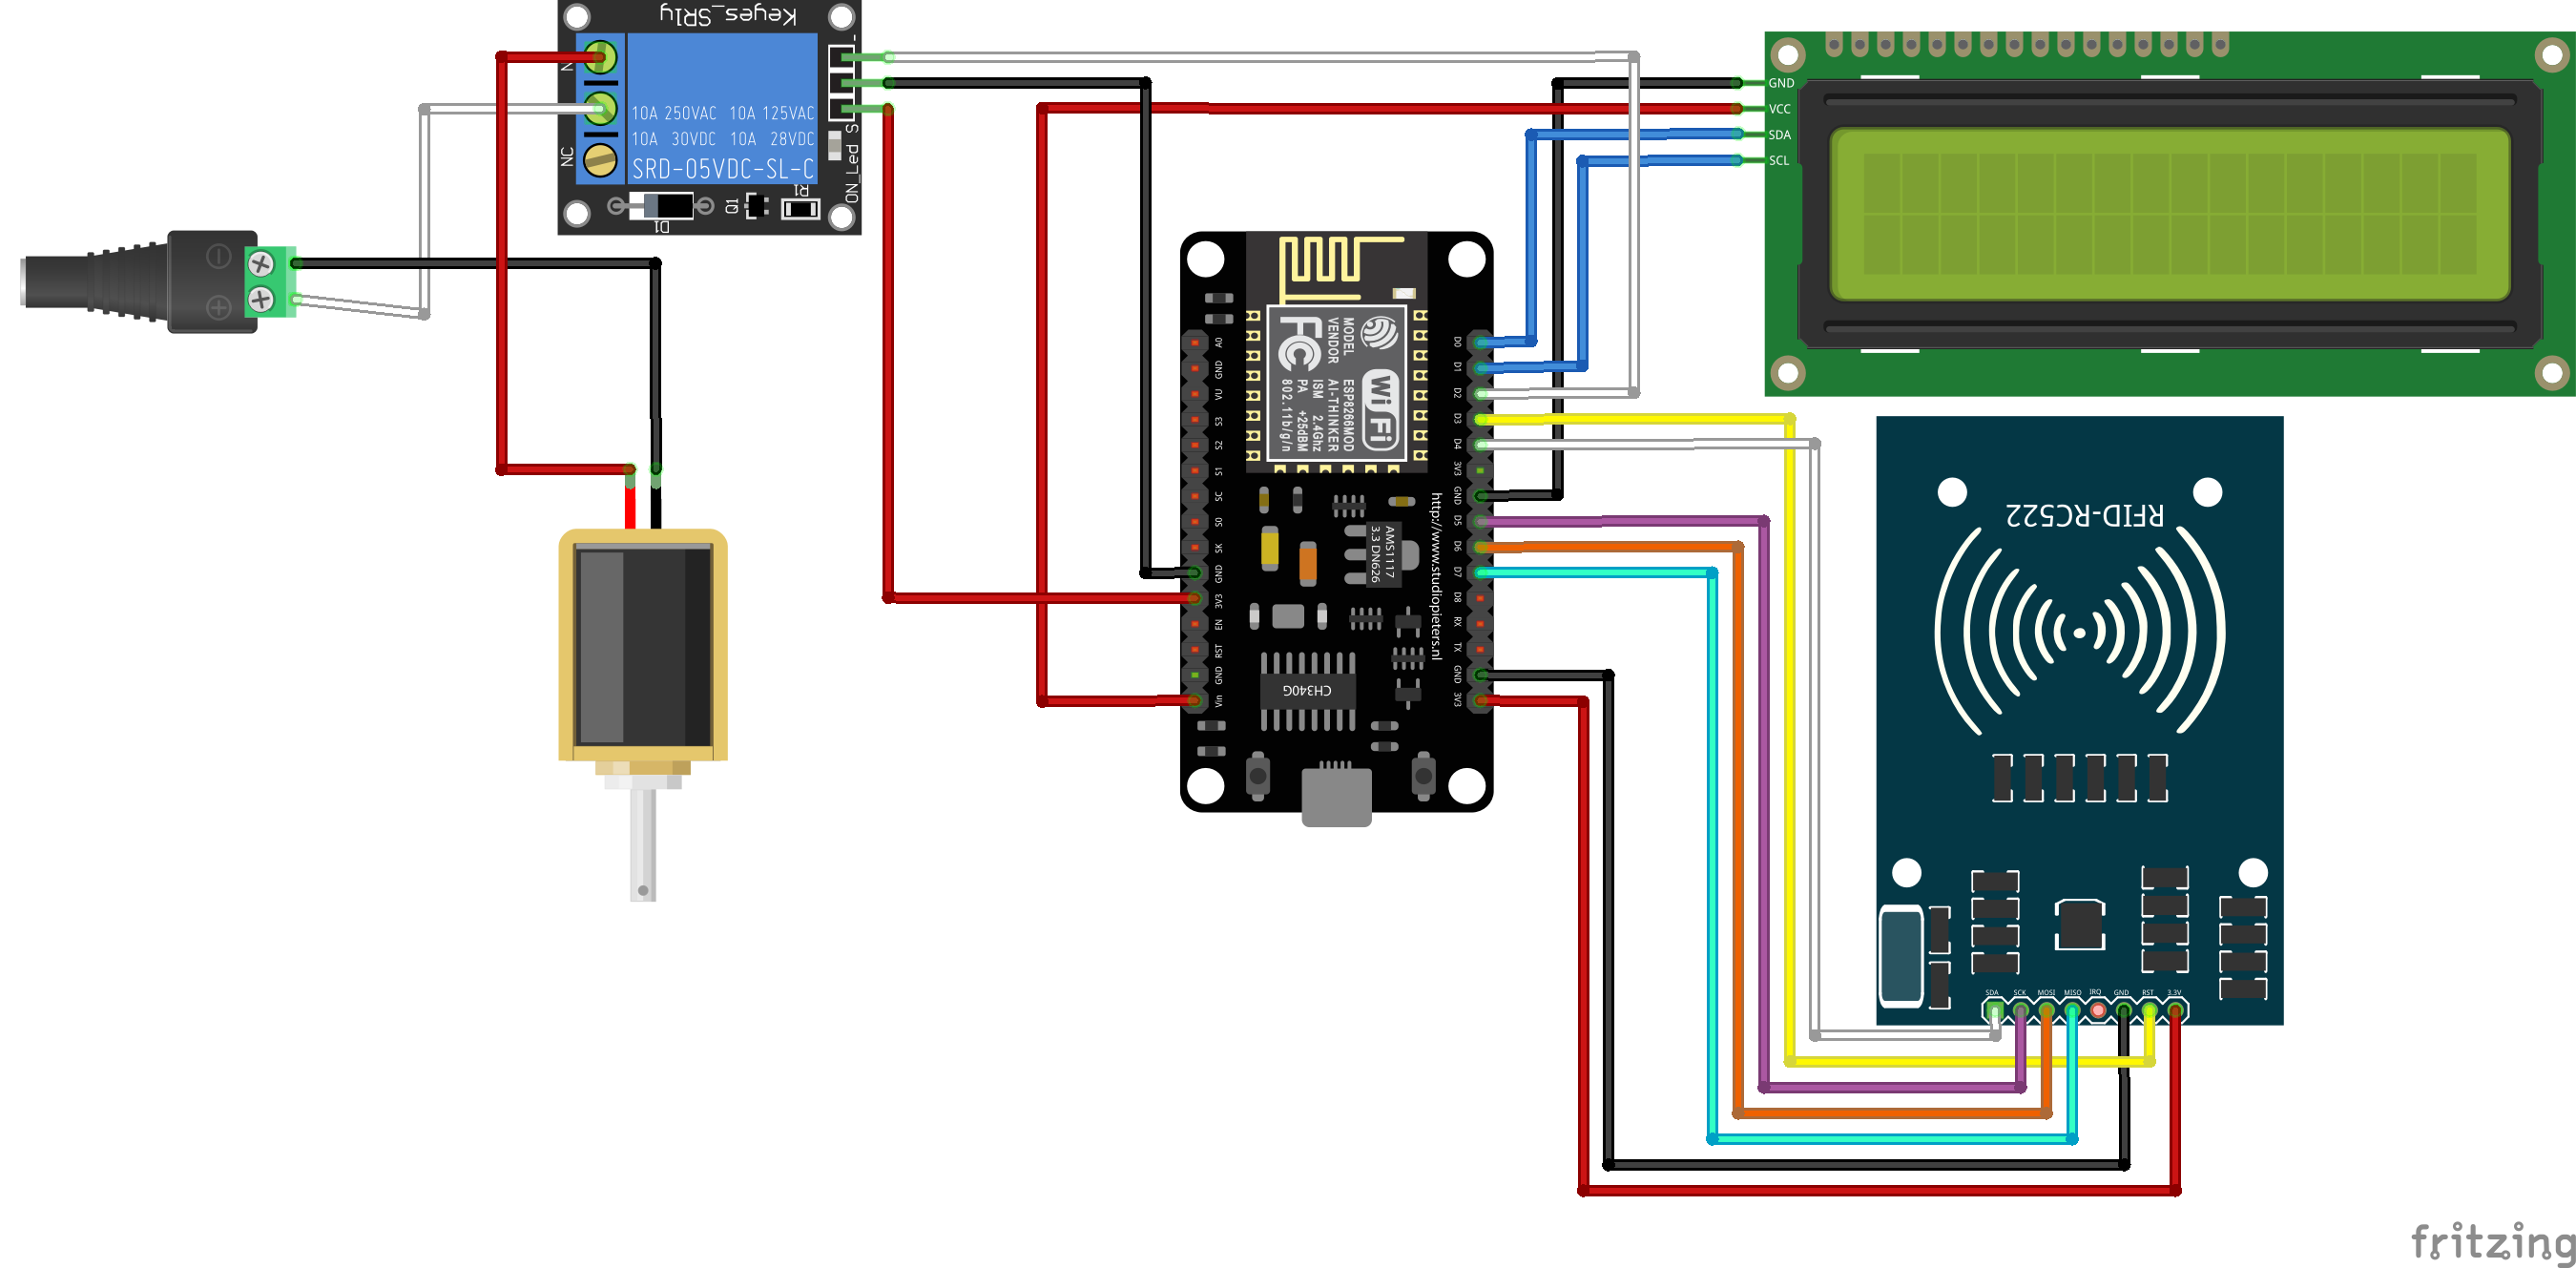 Keyes_SR1y
N
NC
10A 250VAC 10A 125VAC
10A 30VDC 10A 28VDC
SRD-05VDC-SL-C
-
S
ON_Led
D1
Q1
R1
GND
VCC
SDA
SCL
MODEL ESP8266MOD
VENDOR AI-THINKER
ISM 2.4Ghz
PA +25dBM
802.11b/g/n
FC
WiFi
A0
GND
VU
S3
S2
S1
SC
S0
SK
GND
3V3
EN
RST
GND
Vin
D0
D1
D2
D3
D4
3V3
GND
D5
D6
D7
D8
RX
TX
GND
3V3
AMS1117
3.3 DN626
http://www.studiopieters.nl
CH340G
RFID-RC522
SDA
SCK
MOSI
MISO
IRQ
GND
RST
3.3V
fritzing